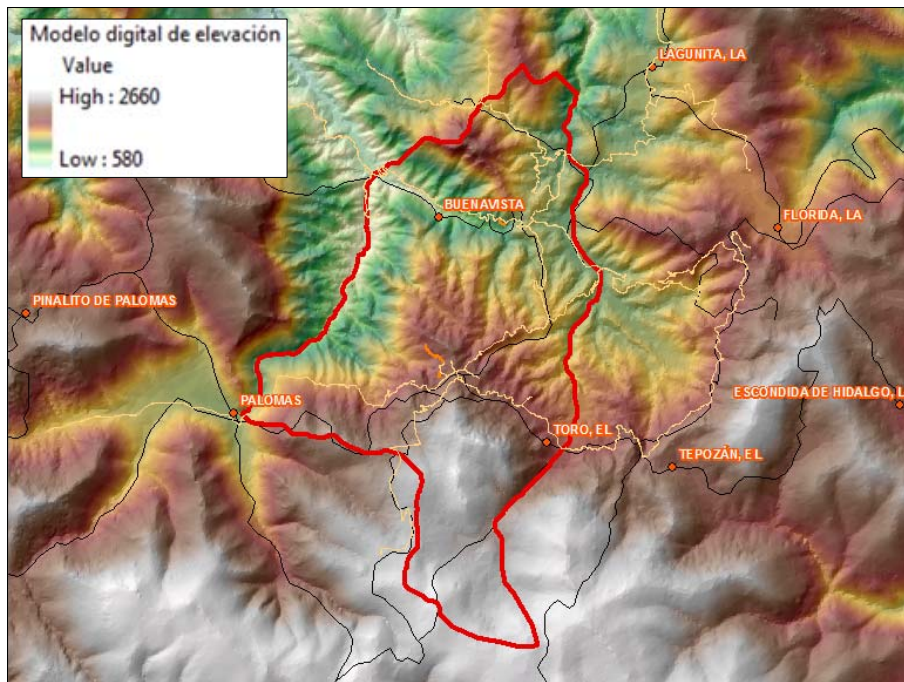 Modelo digital de elevación
Value
High : 2660
Low : 580
LAGUNITA, LA
BUENAVISTA
FLORIDA, LA
PINALITO DE PALOMAS
ESCONDIDA DE HIDALGO, L
PALOMAS
TORO, EL
TEPOZÁN, EL